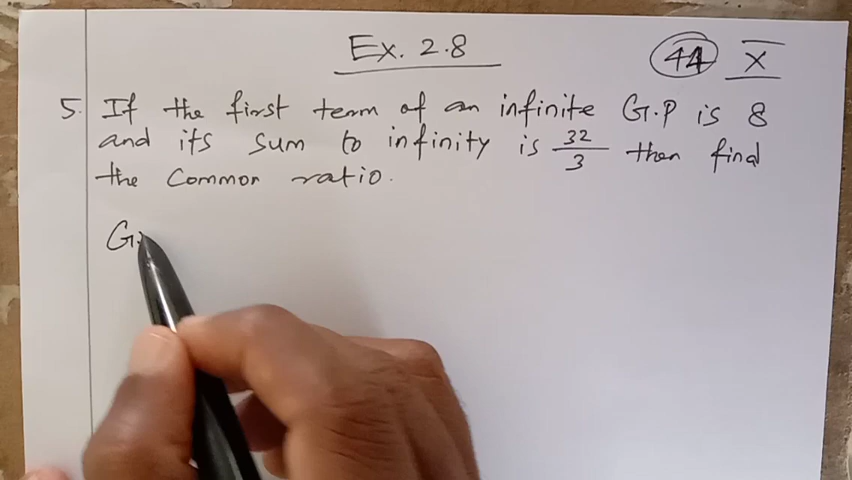 Ex. 2.8
44 X
5. If the first term of an infinite G.P is 8
and its sum to infinity is 32/3 then find
the Common ratio.
G.